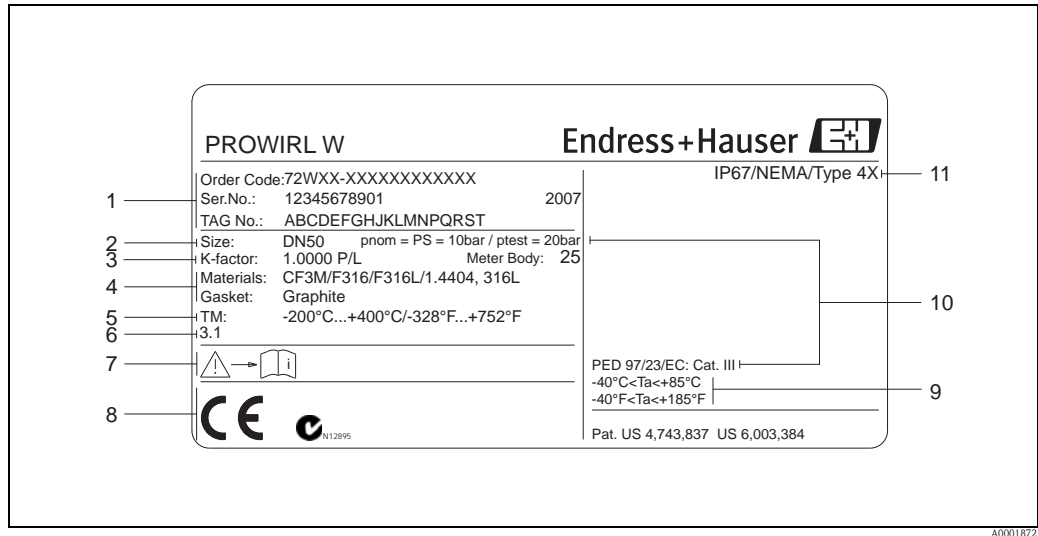 PROWIRL W
Endress+Hauser
IP67/NEMA/Type 4X
11
1
Order Code:72WXX-XXXXXXXXXXXX
Ser.No.: 12345678901 2007
TAG No.: ABCDEFGHJKLMNPQRST
2
Size: DN50 pnom = PS = 10bar / ptest = 20bar
3
K-factor: 1.0000 P/L Meter Body: 25
4
Materials: CF3M/F316/F316L/1.4404, 316L
Gasket: Graphite
10
5
TM: -200°C...+400°C/-328°F...+752°F
6
3.1
7
i
PED 97/23/EC: Cat. III
-40°C<Ta<+85°C
-40°F<Ta<+185°F
9
8
CE
N12895
Pat. US 4,743,837 US 6,003,384
A0001872